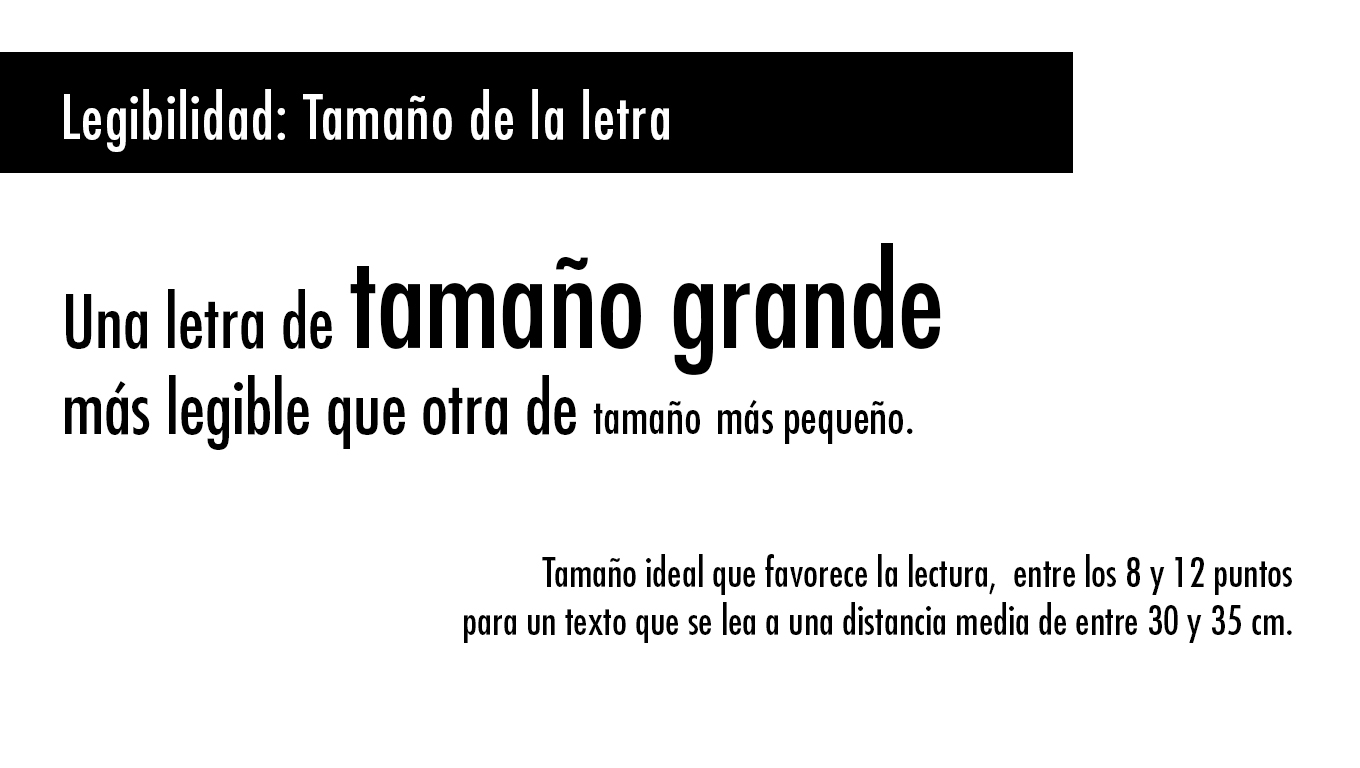 Legibilidad: Tamaño de la letra
Una letra de tamaño grande
más legible que otra de tamaño más pequeño.
Tamaño ideal que favorece la lectura, entre los 8 y 12 puntos
para un texto que se lea a una distancia media de entre 30 y 35 cm.